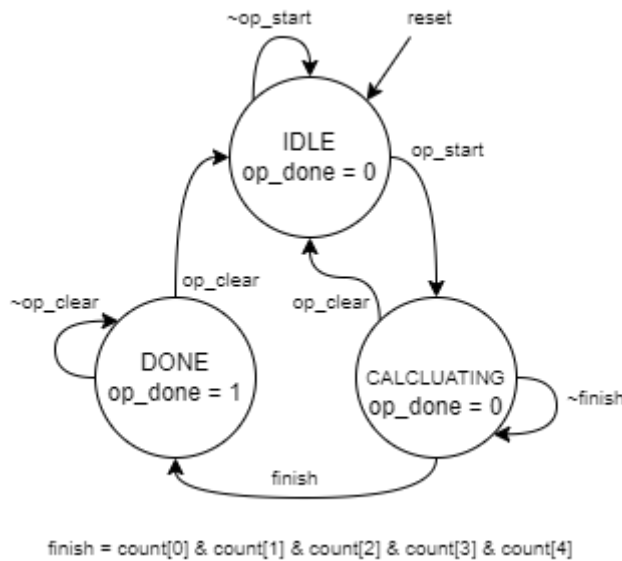 ~op_start
reset
IDLE
op_done = 0
op_start
op_clear
op_clear
~op_clear
DONE
op_done = 1
CALCLUATING
op_done = 0
~finish
finish
finish = count[0] & count[1] & count[2] & count[3] & count[4]